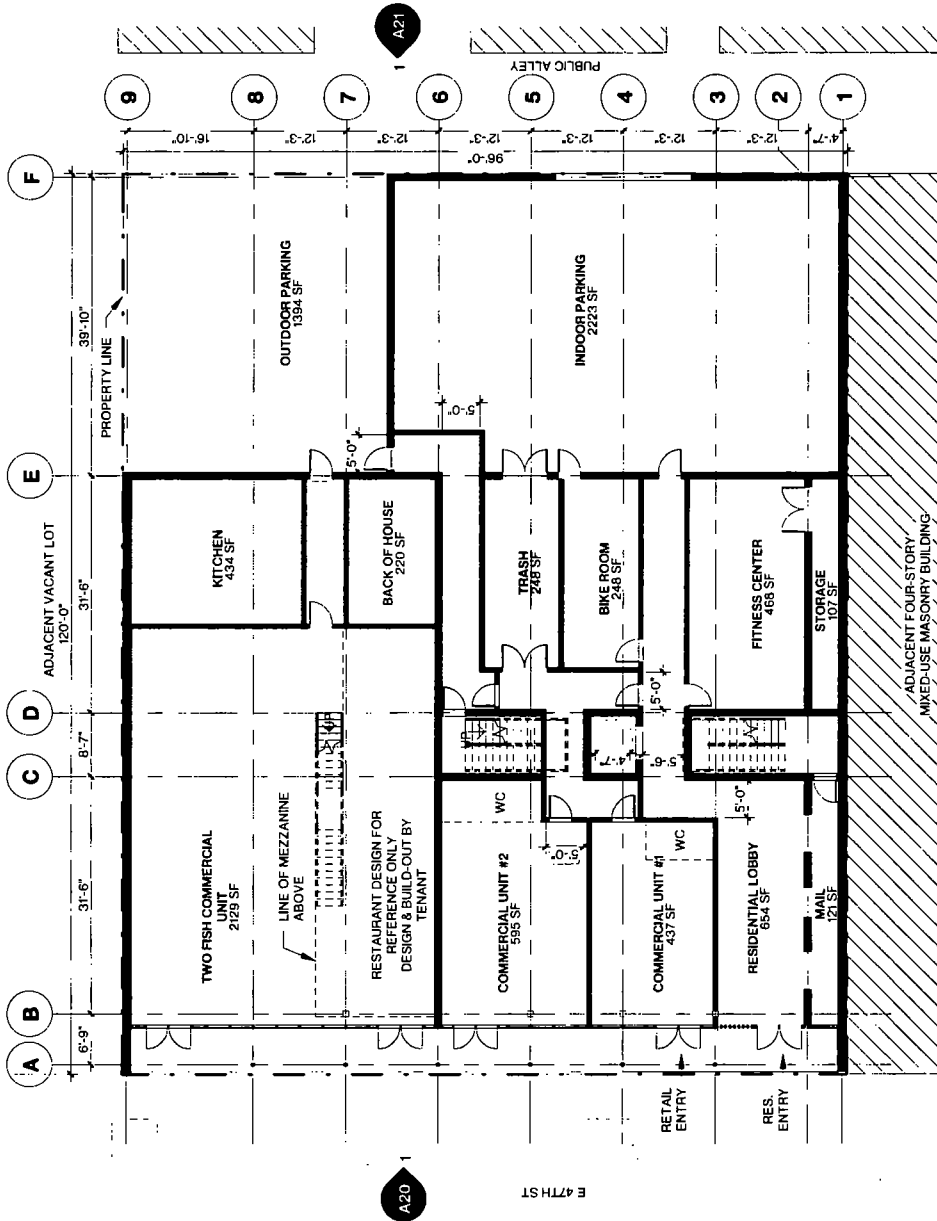 A21
1
PUBLIC ALLEY
9
8
7
6
5
4
3
2
1
16'-10"
12'-3"
12'-3"
12'-3"
12'-3"
12'-3"
12'-3"
4'-7"
96'-0"
F
E
D
C
B
A
ADJACENT VACANT LOT
120'-0"
39'-10"
31'-6"
8'-7"
31'-6"
6'-9"
PROPERTY LINE
OUTDOOR PARKING
1394 SF
INDOOR PARKING
2223 SF
5'-0"
5'-0"
KITCHEN
434 SF
BACK OF HOUSE
220 SF
TRASH
248 SF
BIKE ROOM
248 SF
FITNESS CENTER
468 SF
STORAGE
107 SF
5'-0"
UP
UP
4'-7"
5'-6"
5'-0"
WC
WC
5'-0"
TWO FISH COMMERCIAL
UNIT
2129 SF
LINE OF MEZZANINE
ABOVE
RESTAURANT DESIGN FOR
REFERENCE ONLY
DESIGN & BUILD-OUT BY
TENANT
COMMERCIAL UNIT #2
595 SF
COMMERCIAL UNIT #1
437 SF
RESIDENTIAL LOBBY
654 SF
MAIL
121 SF
RETAIL
ENTRY
RES.
ENTRY
ADJACENT FOUR-STORY
MIXED-USE MASONRY BUILDING
A20
1
E 47TH ST